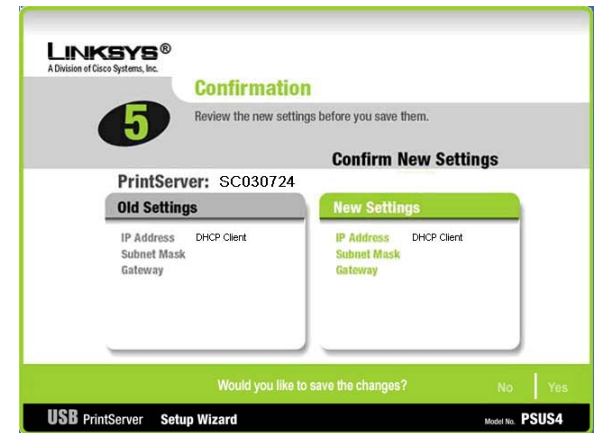 LINKSYS®
A Division of Cisco Systems, Inc.
Confirmation
5
Review the new settings before you save them.
Confirm New Settings
PrintServer: SC030724
Old Settings
New Settings
IP Address DHCP Client
Subnet Mask
Gateway
IP Address DHCP Client
Subnet Mask
Gateway
Would you like to save the changes?
No
Yes
USB PrintServer Setup Wizard
Model No. PSUS4